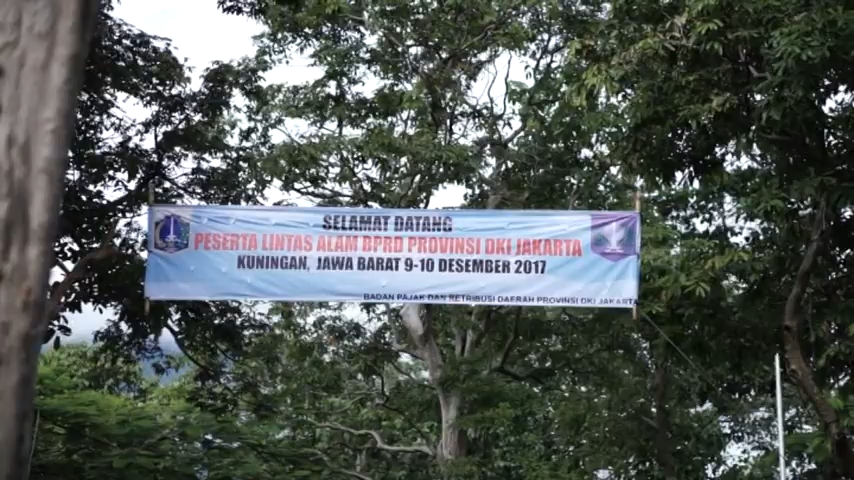 SELAMAT DATANG
PESERTA LINTAS ALAM BPRD PROVINSI DKI JAKARTA
KUNINGAN, JAWA BARAT 9-10 DESEMBER 2017
BADAN PAJAK DAN RETRIBUSI DAERAH PROVINSI DKI JAKARTA